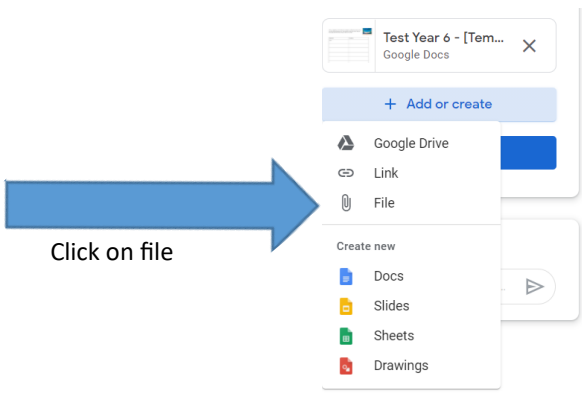 Test Year 6 - [Tem...
Google Docs
+ Add or create
Google Drive
Link
File
Click on file
Create new
Docs
Slides
Sheets
Drawings